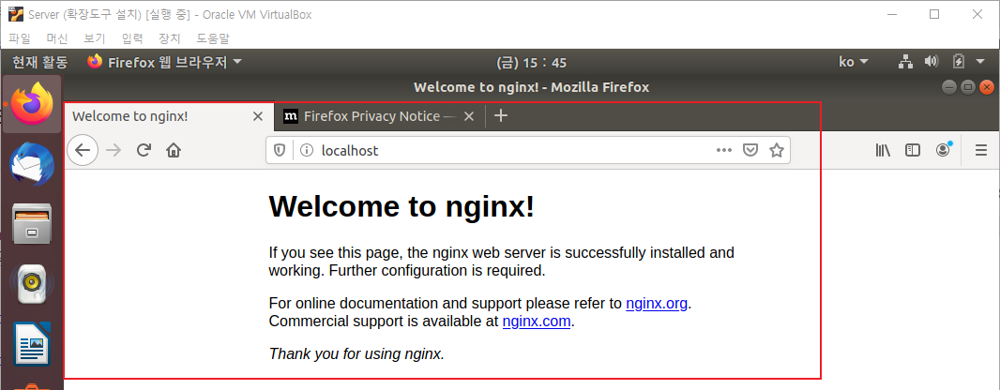 Server (확장도구 설치) [실행 중] - Oracle VM VirtualBox
파일 머신 보기 입력 장치 도움말
현재 활동 Firefox 웹 브라우저 (금) 15 : 45 ko
Welcome to nginx! - Mozilla Firefox
Welcome to nginx! Firefox Privacy Notice —
localhost
Welcome to nginx!
If you see this page, the nginx web server is successfully installed and
working. Further configuration is required.
For online documentation and support please refer to nginx.org.
Commercial support is available at nginx.com.
Thank you for using nginx.